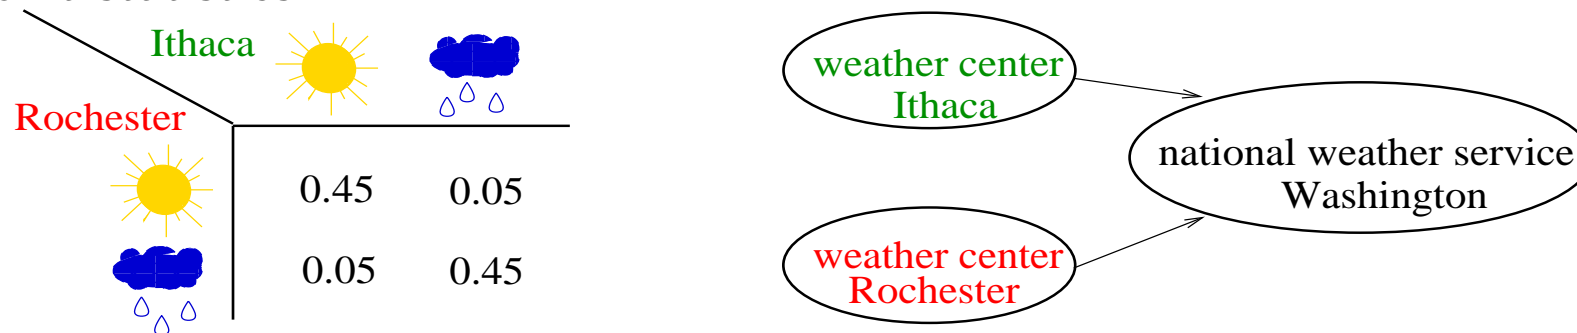 Ithaca
Rochester
0.45 0.05
0.05 0.45
weather center
Ithaca
national weather service
Washington
weather center
Rochester